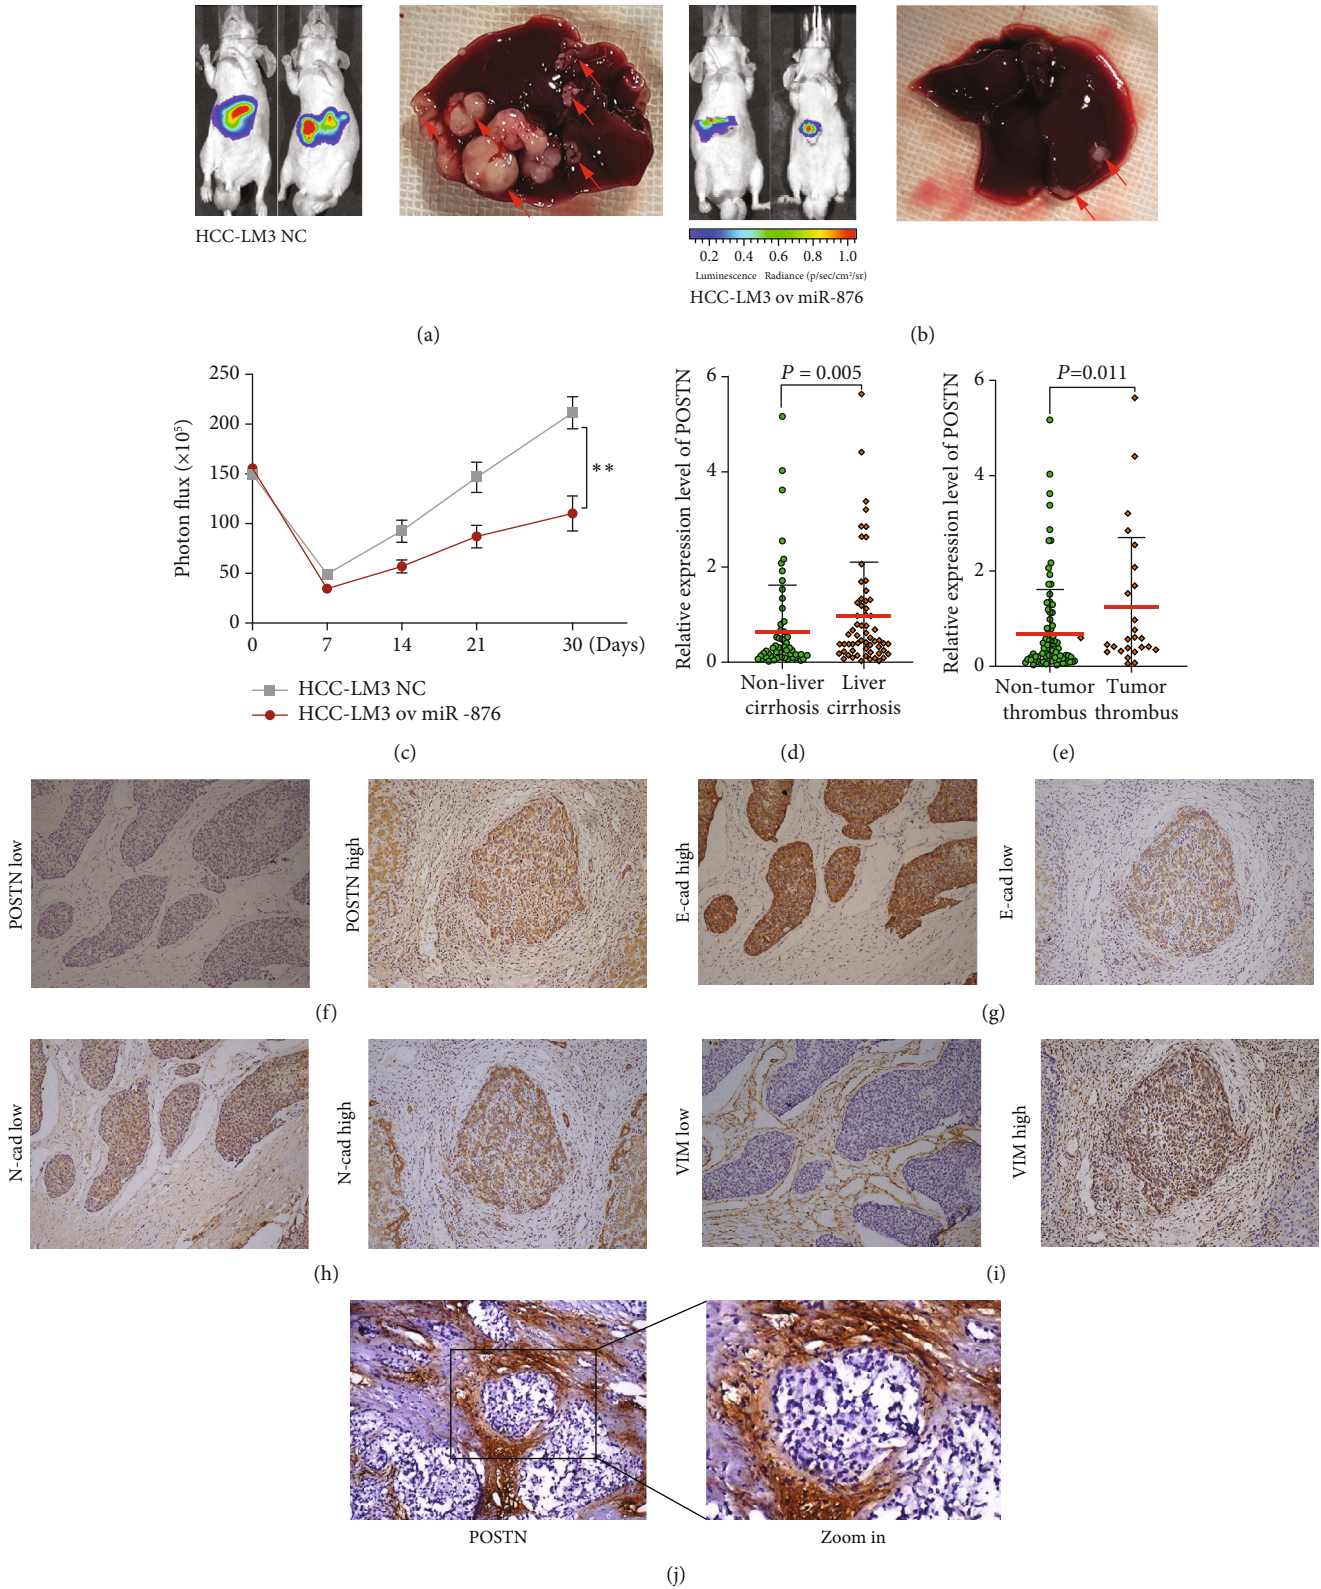 HCC-LM3 NC
0.2 0.4 0.6 0.8 1.0
Luminescence Radiance (p/sec/cm²/sr)
HCC-LM3 ov miR-876
(a)
(b)
Photon flux (×10⁵)
250
200
150
100
50
0
0 7 14 21 30 (Days)
**
HCC-LM3 NC
HCC-LM3 ov miR -876
(c)
Relative expression level of POSTN
6
4
2
0
P = 0.005
Non-liver cirrhosis
Liver cirrhosis
(d)
Relative expression level of POSTN
6
4
2
0
P=0.011
Non-tumor thrombus
Tumor thrombus
(e)
POSTN low
POSTN high
(f)
E-cad high
E-cad low
(g)
N-cad low
N-cad high
(h)
VIM low
VIM high
(i)
POSTN
Zoom in
(j)